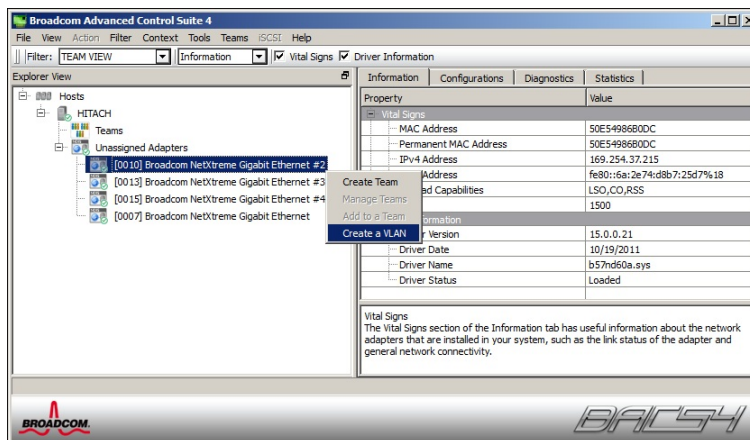 Broadcom Advanced Control Suite 4
File View Action Filter Context Tools Teams iSCSI Help
Filter: TEAM VIEW Information Vital Signs Driver Information
Explorer View
Hosts
HITACH
Teams
Unassigned Adapters
[0010] Broadcom NetXtreme Gigabit Ethernet #2
[0013] Broadcom NetXtreme Gigabit Ethernet #3
[0015] Broadcom NetXtreme Gigabit Ethernet #4
[0007] Broadcom NetXtreme Gigabit Ethernet
Create Team
Manage Teams
Add to a Team
Create a VLAN
Information Configurations Diagnostics Statistics
Property Value
Vital Signs
MAC Address 50E54986B0DC
Permanent MAC Address 50E54986B0DC
IPv4 Address 169.254.37.215
Address fe80::6a:2e74:d8b7:25d7%18
ad Capabilities LSO,CO,RSS
1500
ormation
r Version 15.0.0.21
Driver Date 10/19/2011
Driver Name b57nd60a.sys
Driver Status Loaded
Vital Signs
The Vital Signs section of the Information tab has useful information about the network
adapters that are installed in your system, such as the link status of the adapter and
general network connectivity.
BROADCOM.
BACS4